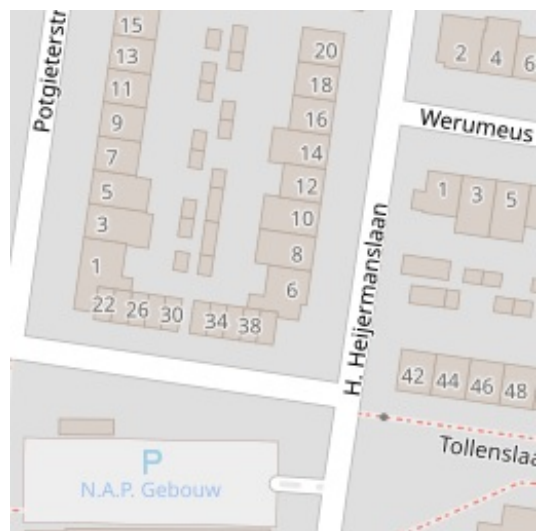 15
13
11
9
7
5
3
1
22 26 30 34 38
20
18
16
14
12
10
8
6
2 4 6
1 3 5
42 44 46 48
Potgieterstr
H. Heijermanslaan
Werumeus
Tollenslaa
P
N.A.P. Gebouw